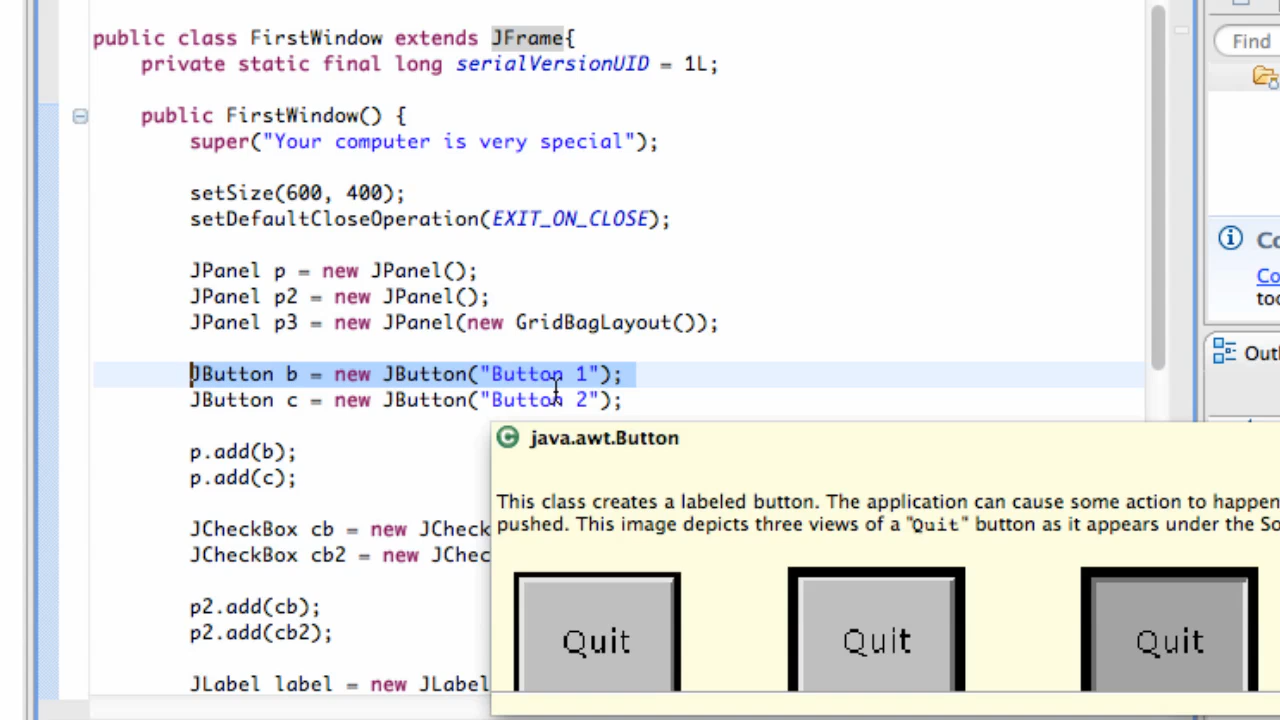 public class FirstWindow extends JFrame{
private static final long serialVersionUID = 1L;
public FirstWindow() {
super("Your computer is very special");
setSize(600, 400);
setDefaultCloseOperation(EXIT_ON_CLOSE);
JPanel p = new JPanel();
JPanel p2 = new JPanel();
JPanel p3 = new JPanel(new GridBagLayout());
JButton b = new JButton("Button 1");
JButton c = new JButton("Button 2");
p.add(b);
p.add(c);
JCheckBox cb = new JCheck
JCheckBox cb2 = new JChec
p2.add(cb);
p2.add(cb2);
JLabel label = new JLabel
java.awt.Button
This class creates a labeled button. The application can cause some action to happen
pushed. This image depicts three views of a "Quit" button as it appears under the So
Quit
Quit
Quit
Find
Co
Co
too
Outl